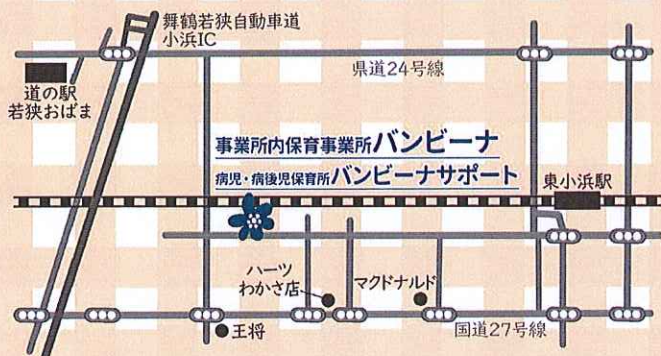 舞鶴若狭自動車道
小浜IC
県道24号線
道の駅
若狭おばま
事業所内保育事業所バンビーナ
病児・病後児保育所バンビーナサポート
東小浜駅
ハーツ
わかさ店
マクドナルド
王将
国道27号線